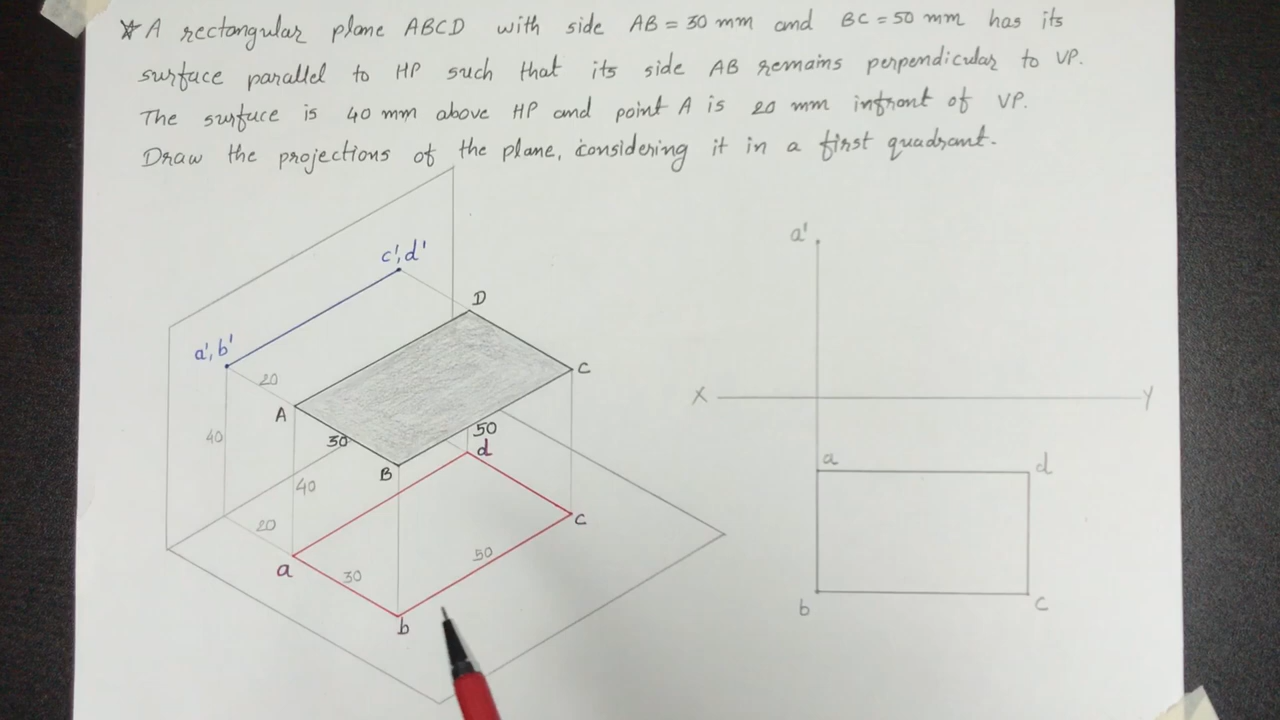 ☆ A rectangular plane ABCD with side AB = 30 mm and BC = 50 mm has its
surface parallel to HP such that its side AB remains perpendicular to VP.
The surface is 40 mm above HP and point A is 20 mm infront of VP.
Draw the projections of the plane, considering it in a first quadrant.
c', d'
D
a', b'
20
A
C
40
30
50
B
d
40
20
c
a
30
50
b
a'
X
Y
a
d
b
c